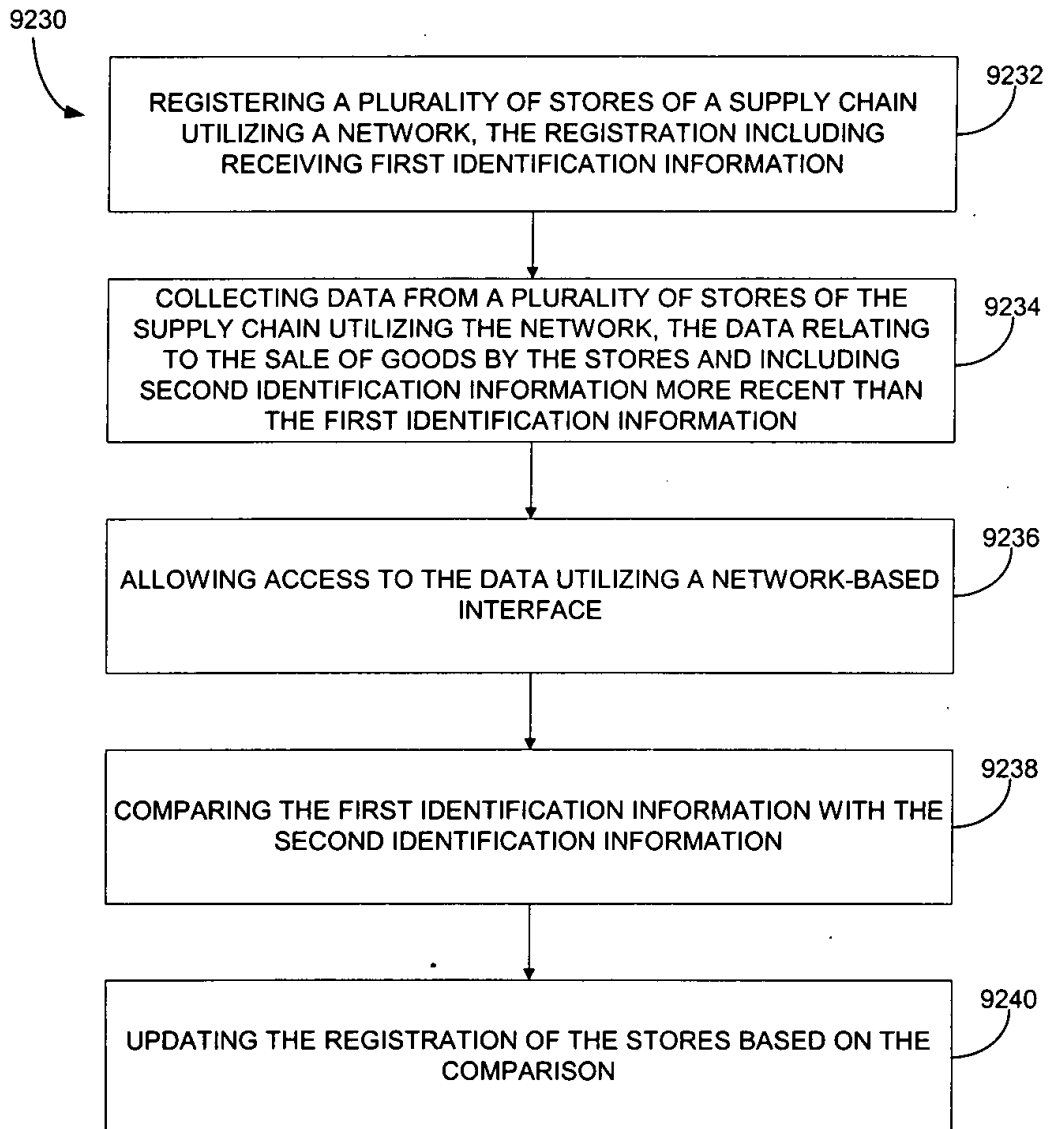 9230
9232
REGISTERING A PLURALITY OF STORES OF A SUPPLY CHAIN
UTILIZING A NETWORK, THE REGISTRATION INCLUDING
RECEIVING FIRST IDENTIFICATION INFORMATION
9234
COLLECTING DATA FROM A PLURALITY OF STORES OF THE
SUPPLY CHAIN UTILIZING THE NETWORK, THE DATA RELATING
TO THE SALE OF GOODS BY THE STORES AND INCLUDING
SECOND IDENTIFICATION INFORMATION MORE RECENT THAN
THE FIRST IDENTIFICATION INFORMATION
9236
ALLOWING ACCESS TO THE DATA UTILIZING A NETWORK-BASED
INTERFACE
9238
COMPARING THE FIRST IDENTIFICATION INFORMATION WITH THE
SECOND IDENTIFICATION INFORMATION
9240
UPDATING THE REGISTRATION OF THE STORES BASED ON THE
COMPARISON